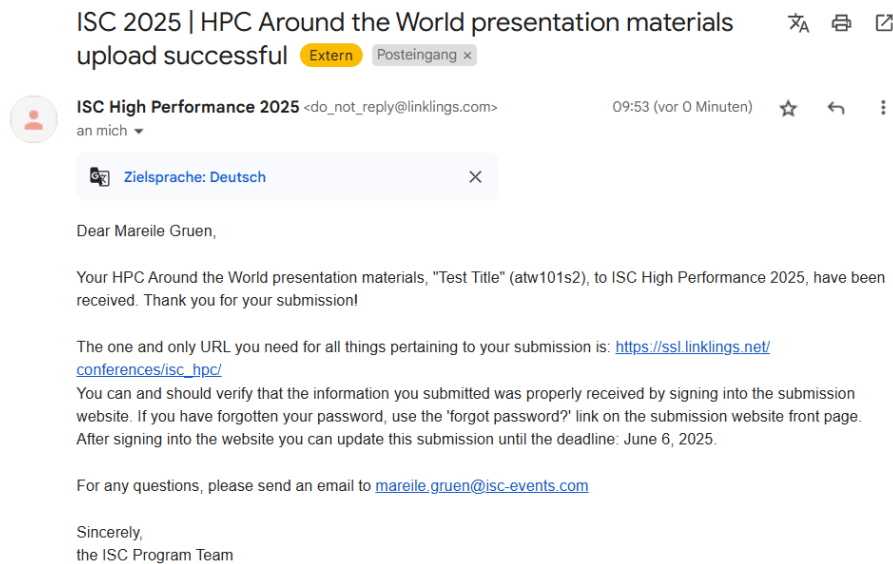 ISC 2025 | HPC Around the World presentation materials
upload successful Extern Posteingang ×
ISC High Performance 2025 <do_not_reply@linklings.com> 09:53 (vor 0 Minuten)
an mich
Zielsprache: Deutsch
Dear Mareile Gruen,
Your HPC Around the World presentation materials, "Test Title" (atw101s2), to ISC High Performance 2025, have been
received. Thank you for your submission!
The one and only URL you need for all things pertaining to your submission is: https://ssl.linklings.net/
conferences/isc_hpc/
You can and should verify that the information you submitted was properly received by signing into the submission
website. If you have forgotten your password, use the 'forgot password?' link on the submission website front page.
After signing into the website you can update this submission until the deadline: June 6, 2025.
For any questions, please send an email to mareile.gruen@isc-events.com
Sincerely,
the ISC Program Team